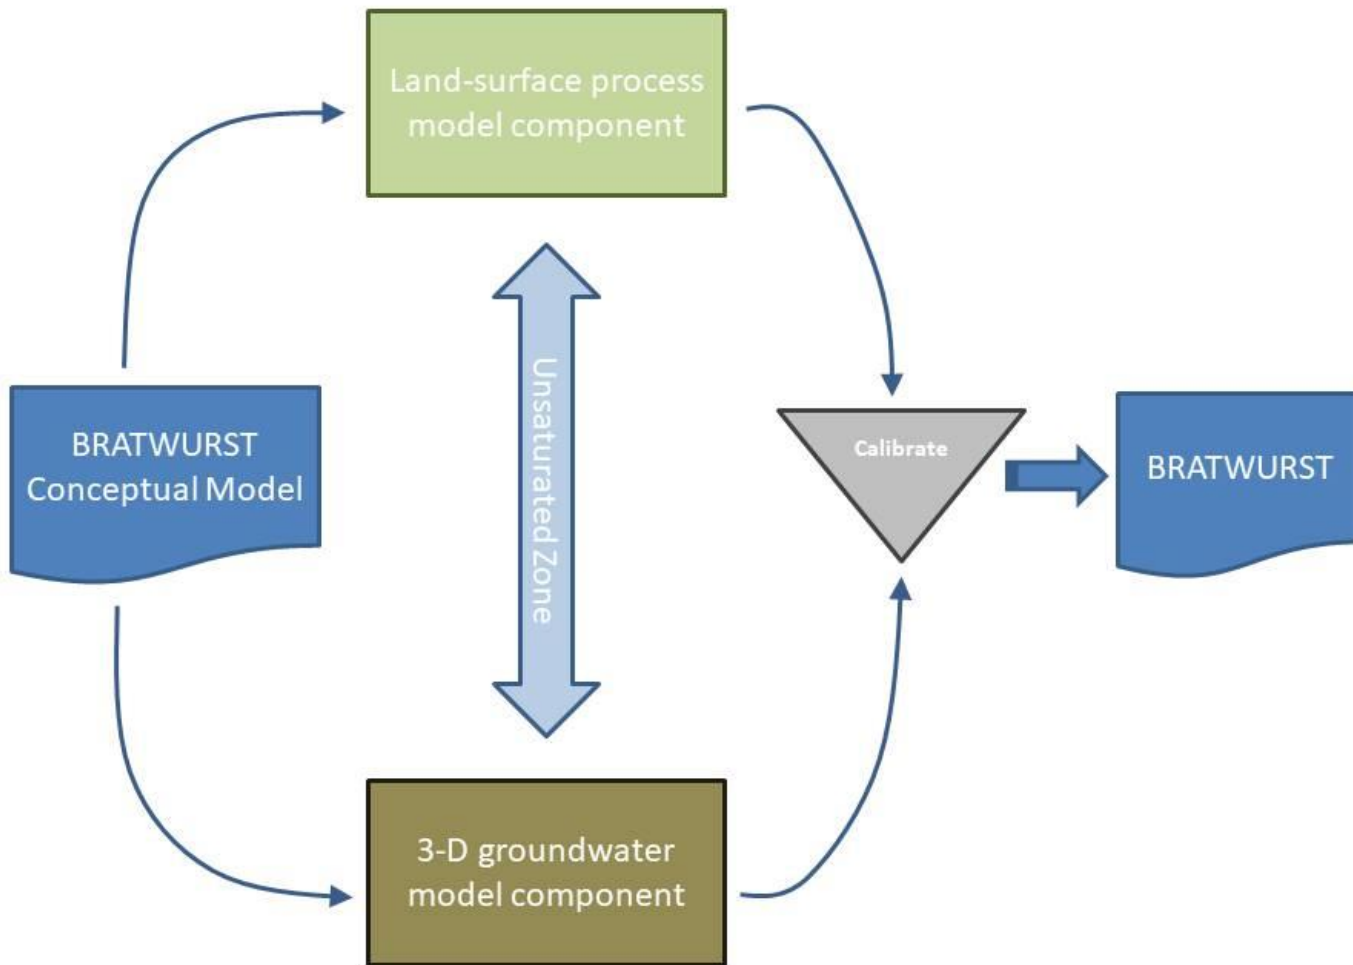 Land-surface process
model component
Unsaturated Zone
BRATWURST
Conceptual Model
Calibrate
BRATWURST
3-D groundwater
model component